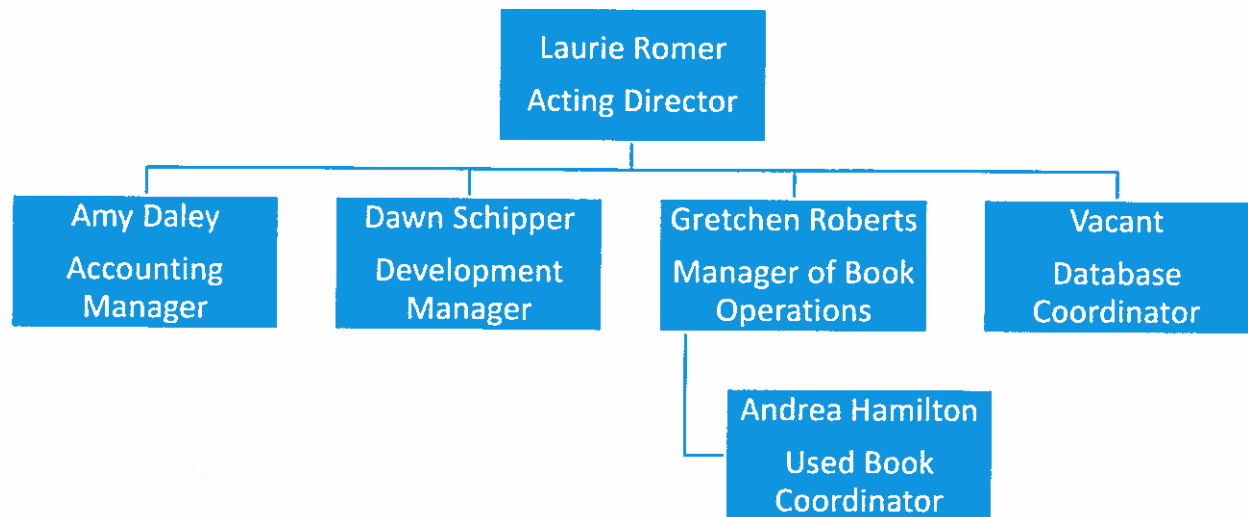 Laurie Romer
Acting Director
Amy Daley
Accounting
Manager
Dawn Schipper
Development
Manager
Gretchen Roberts
Manager of Book
Operations
Vacant
Database
Coordinator
Andrea Hamilton
Used Book
Coordinator